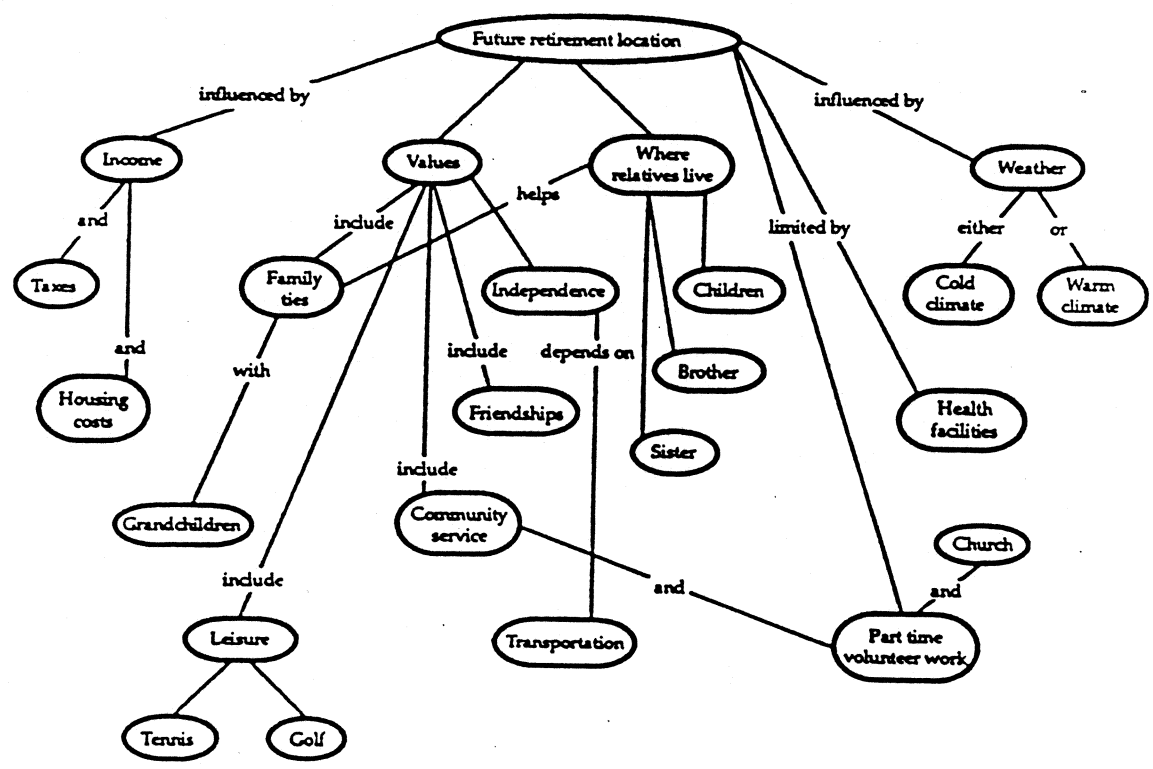 Future retirement location
influenced by
influenced by
Income
Values
Where
relatives live
Weather
helps
and
include
limited by
either
or
Taxes
Family
ties
Independence
Children
Cold
climate
Warm
climate
and
include
depends on
with
Brother
Housing
costs
Friendships
Health
facilities
Sister
include
Grandchildren
Community
service
Church
include
and
and
Leisure
Transportation
Part time
volunteer work
Tennis
Golf